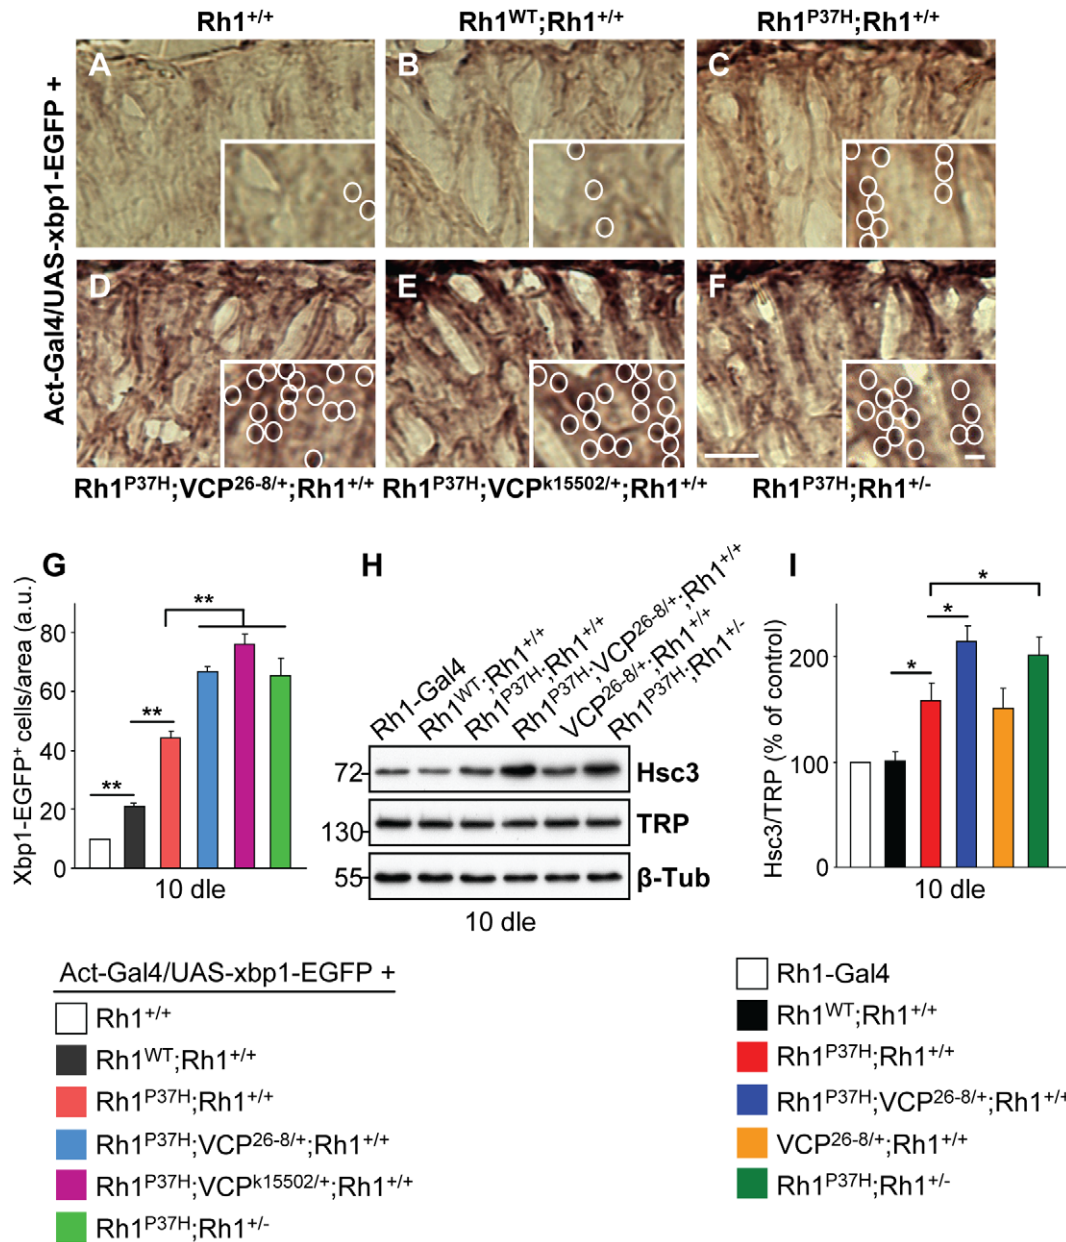 Rh1+/+ Rh1WT;Rh1+/+ Rh1P37H;Rh1+/+
Act-Gal4/UAS-xbp1-EGFP +
A B C
D E F
Rh1P37H;VCP26-8/+;Rh1+/+ Rh1P37H;VCPk15502/+;Rh1+/+ Rh1P37H;Rh1+/-
G
Xbp1-EGFP+ cells/area (a.u.)
80
60
40
20
0
** ** **
10 dle
H
Rh1-Gal4
Rh1WT;Rh1+/+
Rh1P37H;Rh1+/+
Rh1P37H;VCP26-8/+;Rh1+/+
VCP26-8/+;Rh1+/+
Rh1P37H;Rh1+/-
72 Hsc3
130 TRP
55 β-Tub
10 dle
I
Hsc3/TRP (% of control)
200
100
0
* * *
10 dle
Act-Gal4/UAS-xbp1-EGFP +
Rh1+/+
Rh1WT;Rh1+/+
Rh1P37H;Rh1+/+
Rh1P37H;VCP26-8/+;Rh1+/+
Rh1P37H;VCPk15502/+;Rh1+/+
Rh1P37H;Rh1+/-
Rh1-Gal4
Rh1WT;Rh1+/+
Rh1P37H;Rh1+/+
Rh1P37H;VCP26-8/+;Rh1+/+
VCP26-8/+;Rh1+/+
Rh1P37H;Rh1+/-